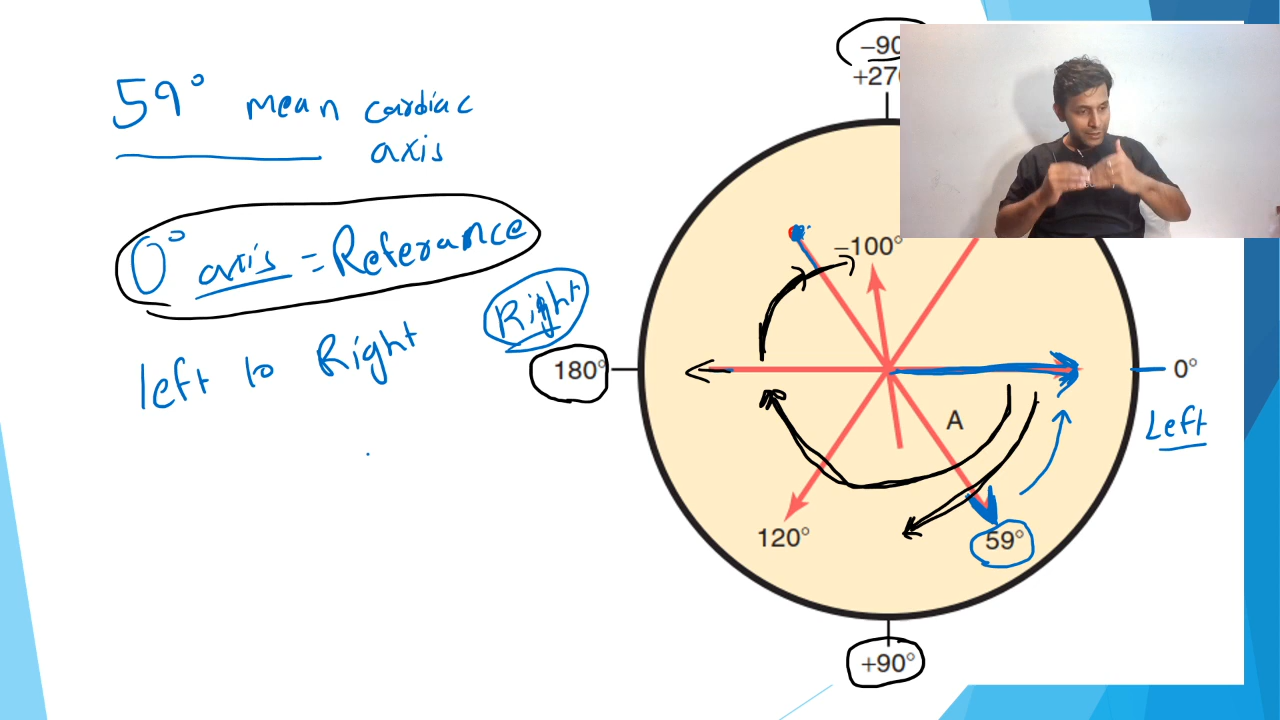 59° mean cardiac
axis
0° axis = Referance
left to Right
Right
-90
+27
-100°
180°
0°
Left
A
120°
59°
+90°